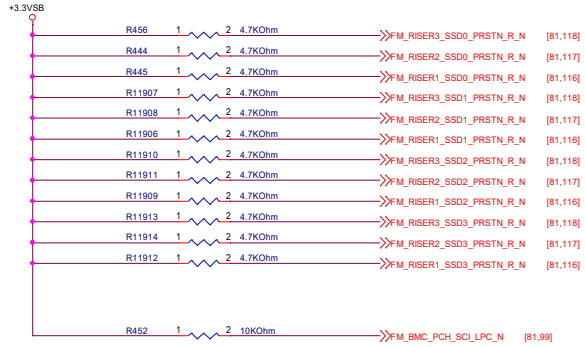 +3.3VSB
R456 1 2 4.7KOhm FM_RISER3_SSD0_PRSTN_R_N [81,118]
R444 1 2 4.7KOhm FM_RISER2_SSD0_PRSTN_R_N [81,117]
R445 1 2 4.7KOhm FM_RISER1_SSD0_PRSTN_R_N [81,116]
R11907 1 2 4.7KOhm FM_RISER3_SSD1_PRSTN_R_N [81,118]
R11908 1 2 4.7KOhm FM_RISER2_SSD1_PRSTN_R_N [81,117]
R11906 1 2 4.7KOhm FM_RISER1_SSD1_PRSTN_R_N [81,116]
R11910 1 2 4.7KOhm FM_RISER3_SSD2_PRSTN_R_N [81,118]
R11911 1 2 4.7KOhm FM_RISER2_SSD2_PRSTN_R_N [81,117]
R11909 1 2 4.7KOhm FM_RISER1_SSD2_PRSTN_R_N [81,116]
R11913 1 2 4.7KOhm FM_RISER3_SSD3_PRSTN_R_N [81,118]
R11914 1 2 4.7KOhm FM_RISER2_SSD3_PRSTN_R_N [81,117]
R11912 1 2 4.7KOhm FM_RISER1_SSD3_PRSTN_R_N [81,116]
R452 1 2 10KOhm FM_BMC_PCH_SCI_LPC_N [81,99]